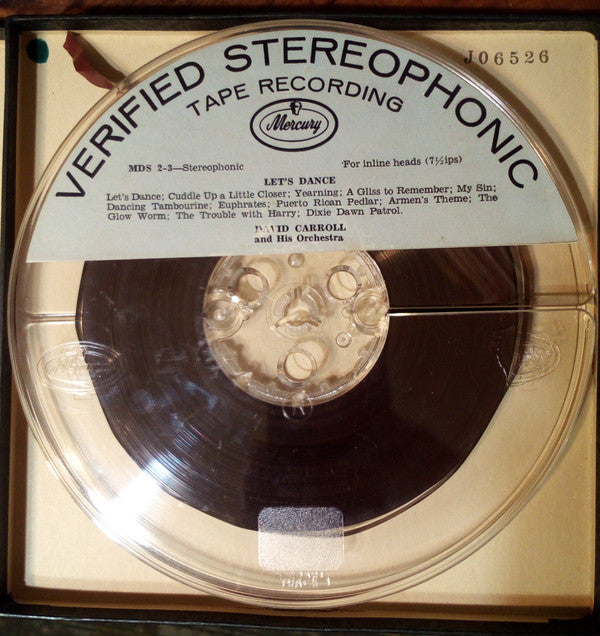 J06526
VERIFIED STEREOPHONIC
TAPE RECORDING
Mercury
MDS 2-3—Stereophonic
For inline heads (7½ips)
LET'S DANCE
Let's Dance; Cuddle Up a Little Closer; Yearning; A Gliss to Remember; My Sin;
Dancing Tambourine; Euphrates; Puerto Rican Pedlar; Armen's Theme; The
Glow Worm; The Trouble with Harry; Dixie Dawn Patrol.
DAVID CARROLL
and His Orchestra
TRACK 1